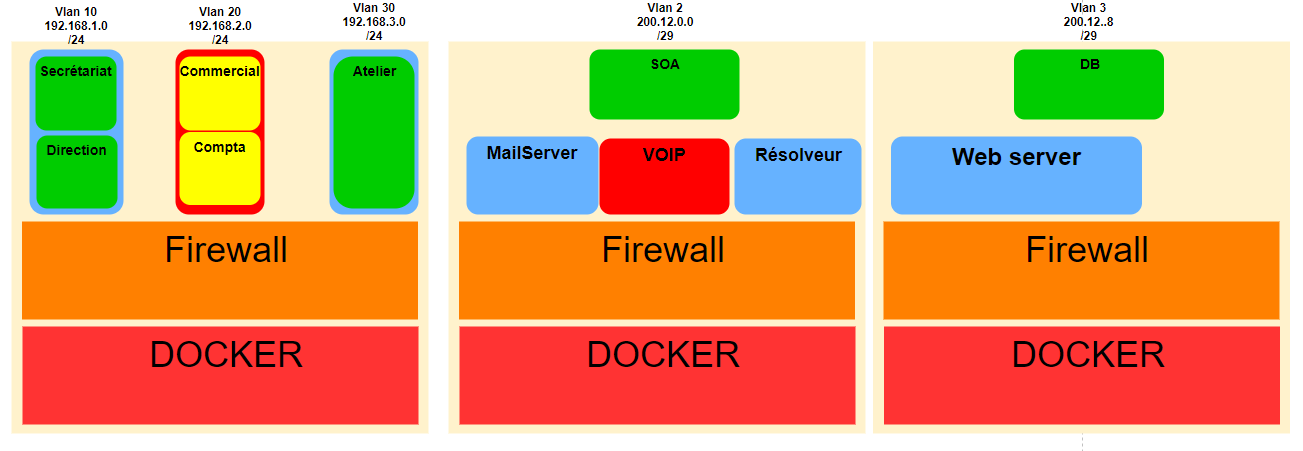 Vlan 10
192.168.1.0
/24
Secrétariat
Direction
Vlan 20
192.168.2.0
/24
Commercial
Compta
Vlan 30
192.168.3.0
/24
Atelier
Firewall
DOCKER
Vlan 2
200.12.0.0
/29
SOA
MailServer
VOIP
Résolveur
Firewall
DOCKER
Vlan 3
200.12..8
/29
DB
Web server
Firewall
DOCKER